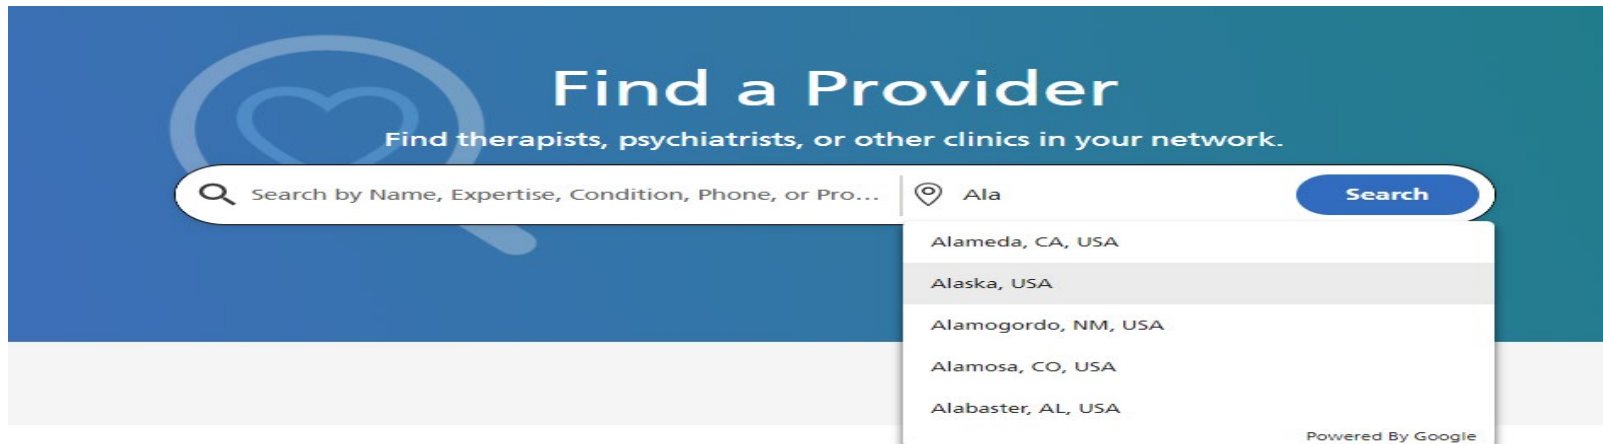 Find a Provider
Find therapists, psychiatrists, or other clinics in your network.
Search by Name, Expertise, Condition, Phone, or Pro... Ala Search
Alameda, CA, USA
Alaska, USA
Alamogordo, NM, USA
Alamosa, CO, USA
Alabaster, AL, USA
Powered By Google